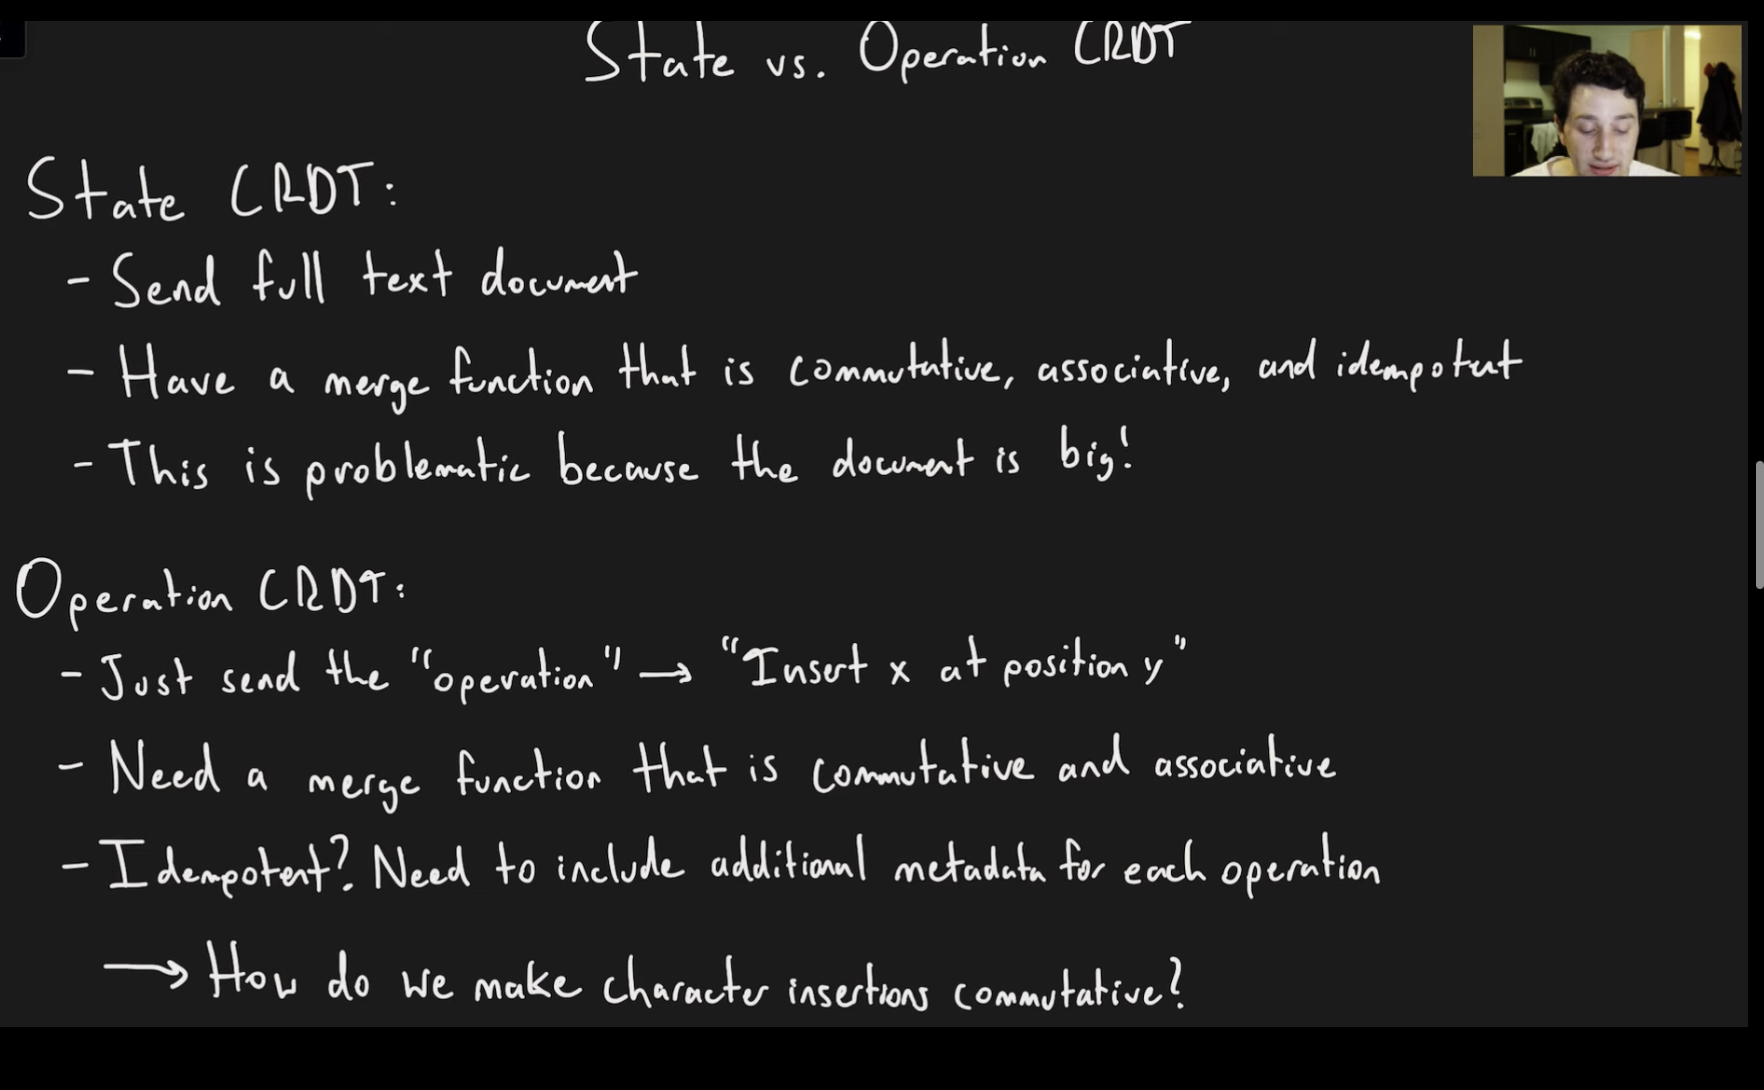 State vs. Operation CRDT
State CRDT:
- Send full text document
- Have a merge function that is commutative, associative, and idempotent
- This is problematic because the document is big!
Operation CRDT:
- Just send the "operation" → "Insert x at position y"
- Need a merge function that is commutative and associative
- Idempotent? Need to include additional metadata for each operation
→ How do we make character insertions commutative?